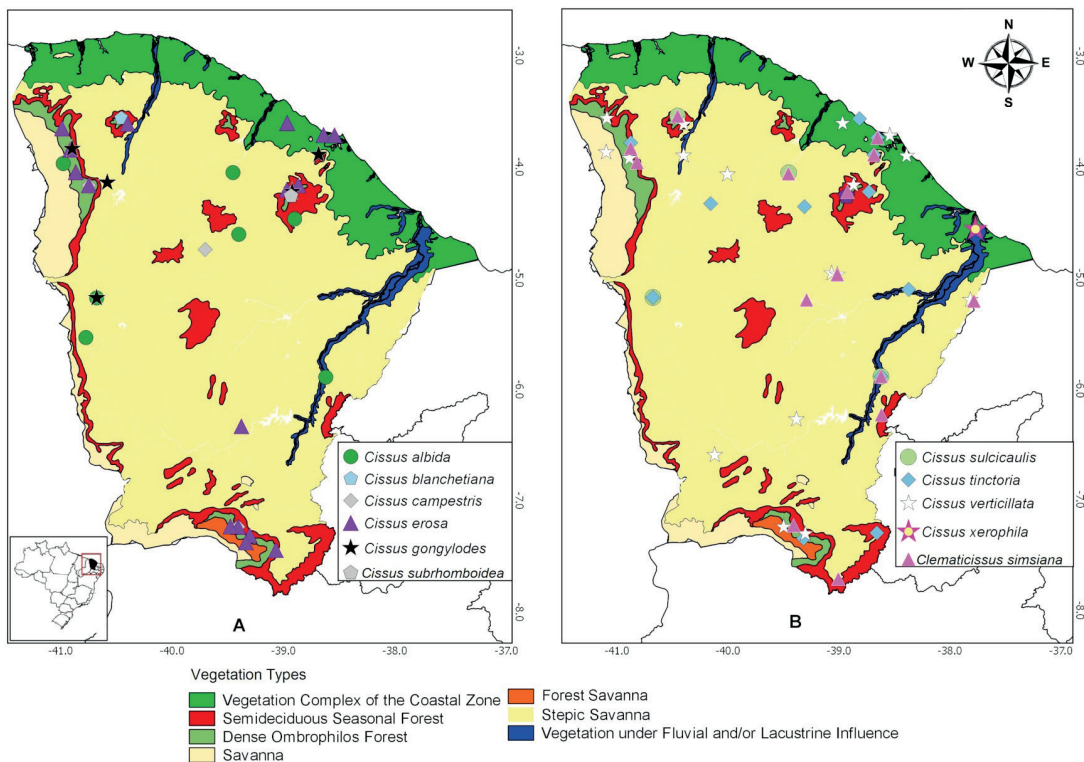 N
W E
S
-3.0
-4.0
-5.0
-6.0
-7.0
-8.0
-3.0
-4.0
-5.0
-6.0
-7.0
-8.0
Cissus albida
Cissus blanchetiana
Cissus campestris
Cissus erosa
Cissus gongylodes
Cissus subrhomboidea
Cissus sulcicaulis
Cissus tinctoria
Cissus verticillata
Cissus xerophila
Clematicissus simsiana
A
B
-41.0 -40.0 -39.0 -38.0 -37.0
-41.0 -40.0 -39.0 -38.0 -37.0
Vegetation Types
Vegetation Complex of the Coastal Zone
Semideciduous Seasonal Forest
Dense Ombrophilos Forest
Savanna
Forest Savanna
Stepic Savanna
Vegetation under Fluvial and/or Lacustrine Influence